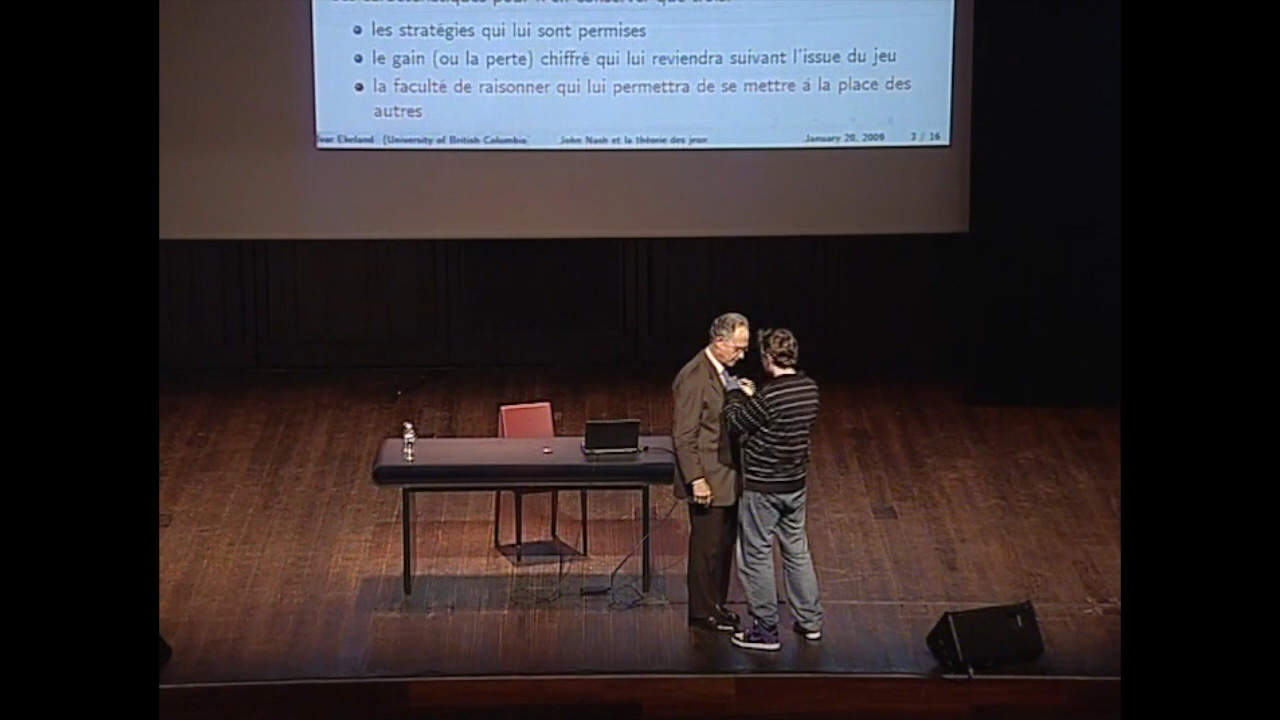 les stratégies qui lui sont permises
le gain (ou la perte) chiffré qui lui reviendra suivant l'issue du jeu
la faculté de raisonner qui lui permettra de se mettre á la place des
autres
Ivar Ekeland (University of British Columbia) John Nash et la théorie des jeux January 20, 2009 3 / 16